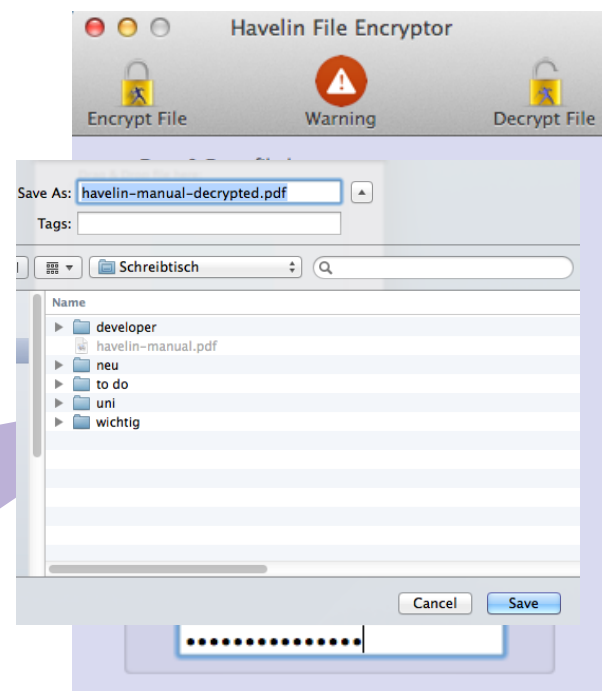 Havelin File Encryptor
Encrypt File Warning Decrypt File
Save As: havelin-manual-decrypted.pdf
Tags:
Schreibtisch
Name
developer
havelin-manual.pdf
neu
to do
uni
wichtig
Cancel Save